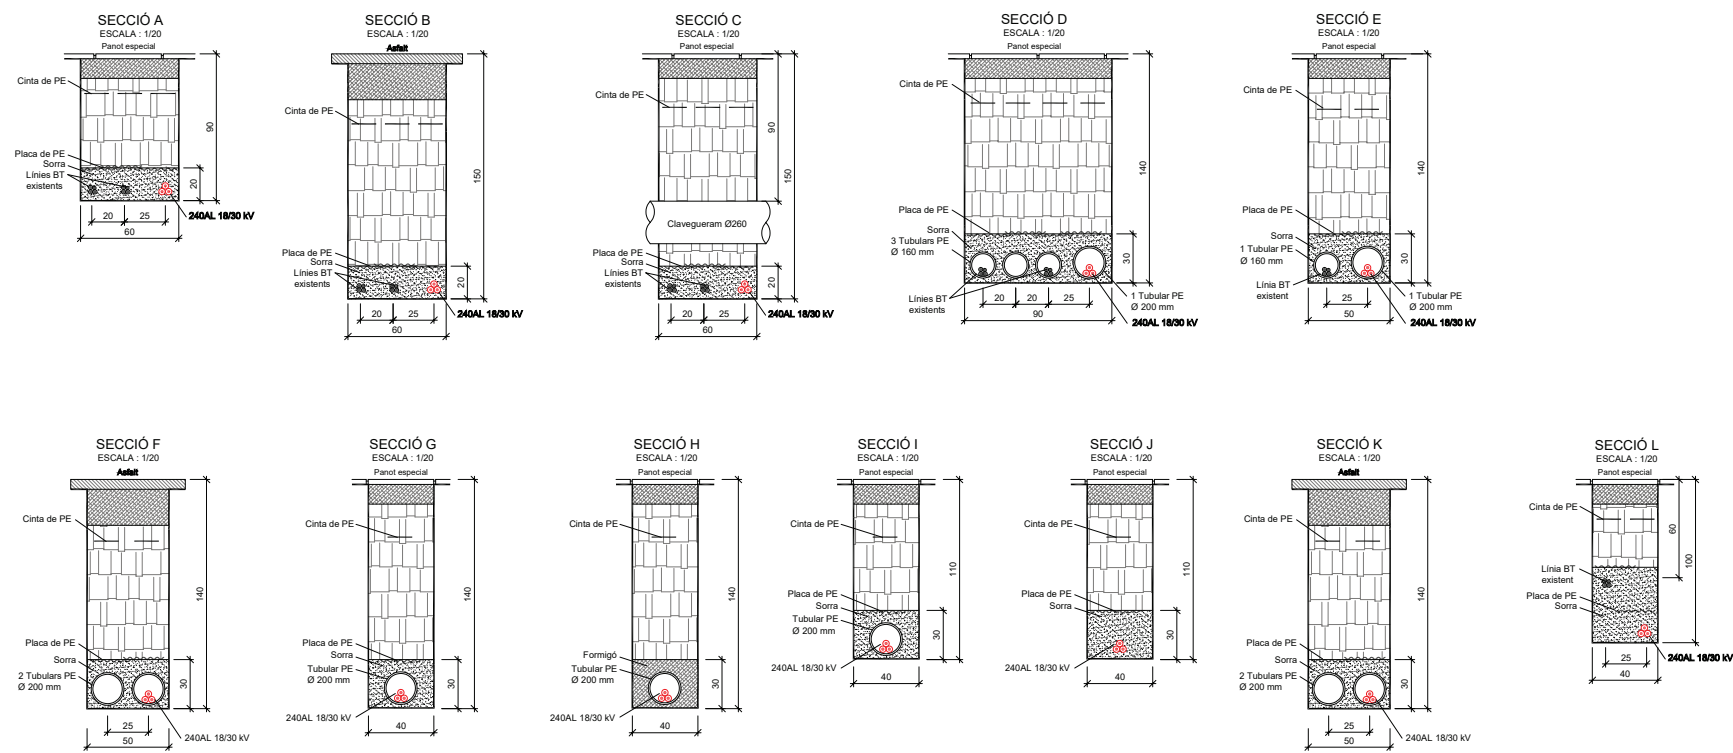 SECCIÓ A
ESCALA : 1/20
Panot especial
Cinta de PE
Placa de PE
Sorra
Línies BT
existents
90
20
20
25
60
240AL 18/30 kV
SECCIÓ B
ESCALA : 1/20
Asfalt
Cinta de PE
Placa de PE
Sorra
Línies BT
existents
150
20
20
25
60
240AL 18/30 kV
SECCIÓ C
ESCALA : 1/20
Panot especial
Cinta de PE
Clavegueram Ø260
Placa de PE
Sorra
Línies BT
existents
90
150
20
20
25
60
240AL 18/30 kV
SECCIÓ D
ESCALA : 1/20
Panot especial
Cinta de PE
Placa de PE
Sorra
3 Tubulars PE
Ø 160 mm
Línies BT
existents
140
30
20
20
25
90
1 Tubular PE
Ø 200 mm
240AL 18/30 kV
SECCIÓ E
ESCALA : 1/20
Panot especial
Cinta de PE
Placa de PE
Sorra
1 Tubular PE
Ø 160 mm
Línia BT
existent
140
30
25
50
1 Tubular PE
Ø 200 mm
240AL 18/30 kV
SECCIÓ F
ESCALA : 1/20
Asfalt
Cinta de PE
Placa de PE
Sorra
2 Tubulars PE
Ø 200 mm
140
30
25
50
240AL 18/30 kV
SECCIÓ G
ESCALA : 1/20
Panot especial
Cinta de PE
Placa de PE
Sorra
Tubular PE
Ø 200 mm
240AL 18/30 kV
140
30
40
SECCIÓ H
ESCALA : 1/20
Panot especial
Cinta de PE
Formigó
Tubular PE
Ø 200 mm
240AL 18/30 kV
140
30
40
SECCIÓ I
ESCALA : 1/20
Panot especial
Cinta de PE
Placa de PE
Sorra
Tubular PE
Ø 200 mm
240AL 18/30 kV
110
30
40
SECCIÓ J
ESCALA : 1/20
Panot especial
Cinta de PE
Placa de PE
Sorra
240AL 18/30 kV
110
30
40
SECCIÓ K
ESCALA : 1/20
Asfalt
Cinta de PE
Placa de PE
Sorra
2 Tubulars PE
Ø 200 mm
140
30
25
50
240AL 18/30 kV
SECCIÓ L
ESCALA : 1/20
Panot especial
Cinta de PE
Línia BT
existent
Placa de PE
Sorra
60
100
25
40
240AL 18/30 kV